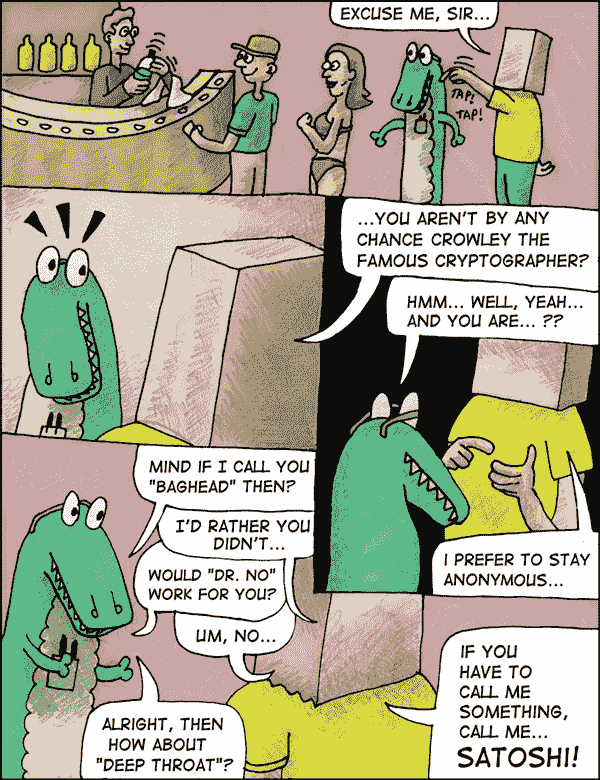 EXCUSE ME, SIR...
TAP!
TAP!
...YOU AREN'T BY ANY
CHANCE CROWLEY THE
FAMOUS CRYPTOGRAPHER?
HMM... WELL, YEAH...
AND YOU ARE... ??
I PREFER TO STAY
ANONYMOUS...
MIND IF I CALL YOU
"BAGHEAD" THEN?
I'D RATHER YOU
DIDN'T...
WOULD "DR. NO"
WORK FOR YOU?
UM, NO...
ALRIGHT, THEN
HOW ABOUT
"DEEP THROAT"?
IF YOU
HAVE TO
CALL ME
SOMETHING,
CALL ME...
SATOSHI!